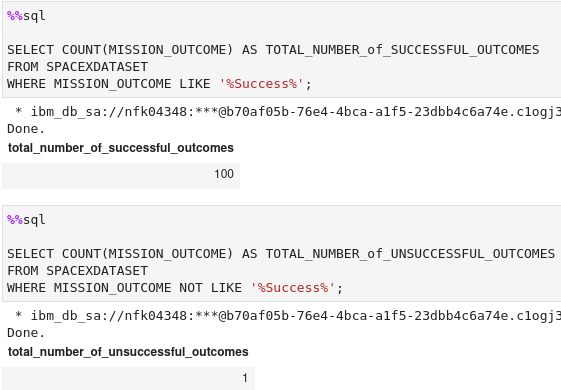 %%sql
SELECT COUNT(MISSION_OUTCOME) AS TOTAL_NUMBER_of_SUCCESSFUL_OUTCOMES
FROM SPACEXDATASET
WHERE MISSION_OUTCOME LIKE '%Success%';
* ibm_db_sa://nfk04348:***@b70af05b-76e4-4bca-a1f5-23dbb4c6a74e.c1ogj3
Done.
total_number_of_successful_outcomes
100
%%sql
SELECT COUNT(MISSION_OUTCOME) AS TOTAL_NUMBER_of_UNSUCCESSFUL_OUTCOMES
FROM SPACEXDATASET
WHERE MISSION_OUTCOME NOT LIKE '%Success%';
* ibm_db_sa://nfk04348:***@b70af05b-76e4-4bca-a1f5-23dbb4c6a74e.c1ogj3
Done.
total_number_of_unsuccessful_outcomes
1